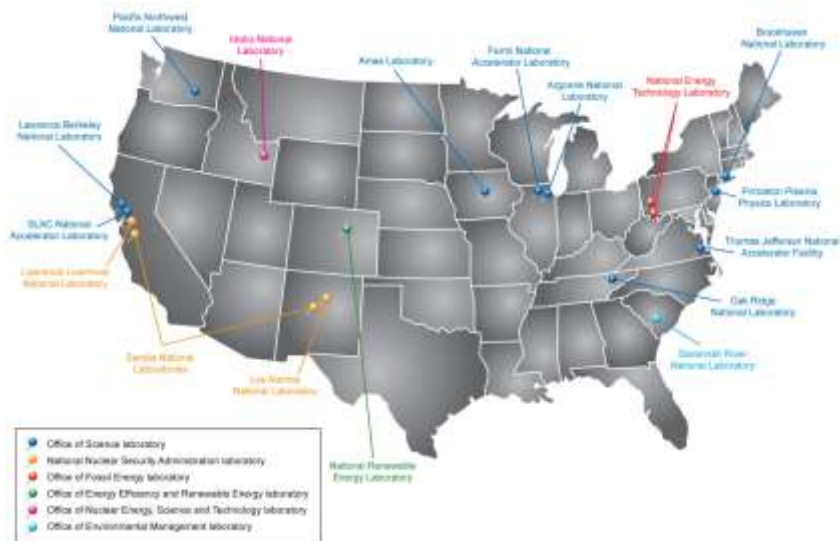 Pacific Northwest
National Laboratory
Idaho National
Laboratory
Ames Laboratory
Fermi National
Accelerator Laboratory
Argonne National
Laboratory
Brookhaven
National Laboratory
National Energy
Technology Laboratory
Lawrence Berkeley
National Laboratory
Princeton Plasma
Physics Laboratory
SLAC National
Accelerator Laboratory
Thomas Jefferson National
Accelerator Facility
Lawrence Livermore
National Laboratory
Oak Ridge
National Laboratory
Sandia National
Laboratories
Los Alamos
National Laboratory
Savannah River
National Laboratory
National Renewable
Energy Laboratory
Office of Science laboratory
National Nuclear Security Administration laboratory
Office of Fossil Energy laboratory
Office of Energy Efficiency and Renewable Energy laboratory
Office of Nuclear Energy, Science and Technology laboratory
Office of Environmental Management laboratory